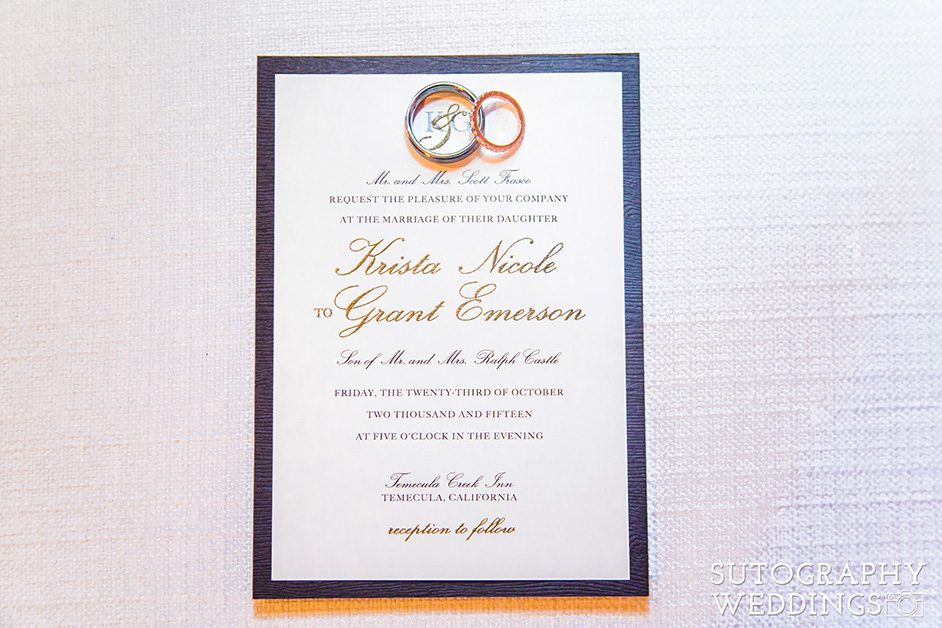 K & G
Mr. and Mrs. Scott Frasco
REQUEST THE PLEASURE OF YOUR COMPANY
AT THE MARRIAGE OF THEIR DAUGHTER
Krista Nicole
TO Grant Emerson
Son of Mr. and Mrs. Ralph Castle
FRIDAY, THE TWENTY-THIRD OF OCTOBER
TWO THOUSAND AND FIFTEEN
AT FIVE O'CLOCK IN THE EVENING
Temecula Creek Inn
TEMECULA, CALIFORNIA
reception to follow
SUTOGRAPHY
WEDDINGS